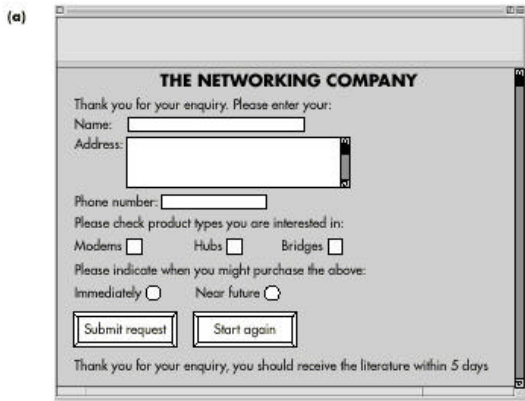 (a)
THE NETWORKING COMPANY
Thank you for your enquiry. Please enter your:
Name:
Address:
Phone number:
Please check product types you are interested in:
Modems Hubs Bridges
Please indicate when you might purchase the above:
Immediately Near future
Submit request Start again
Thank you for your enquiry, you should receive the literature within 5 days